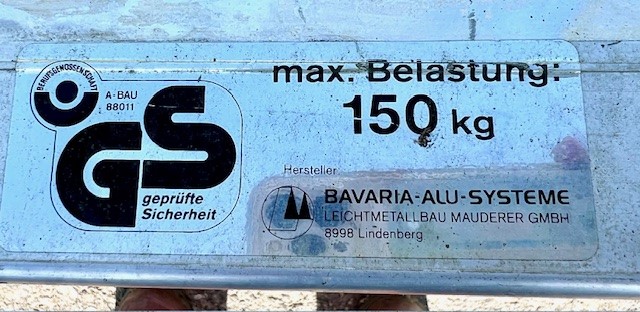 BERUFSGENOSSENSCHAFT
A-BAU
88011
GS
geprüfte
Sicherheit
max. Belastung:
150 kg
Hersteller
BAVARIA-ALU-SYSTEME
LEICHTMETALLBAU MAUDERER GMBH
8998 Lindenberg